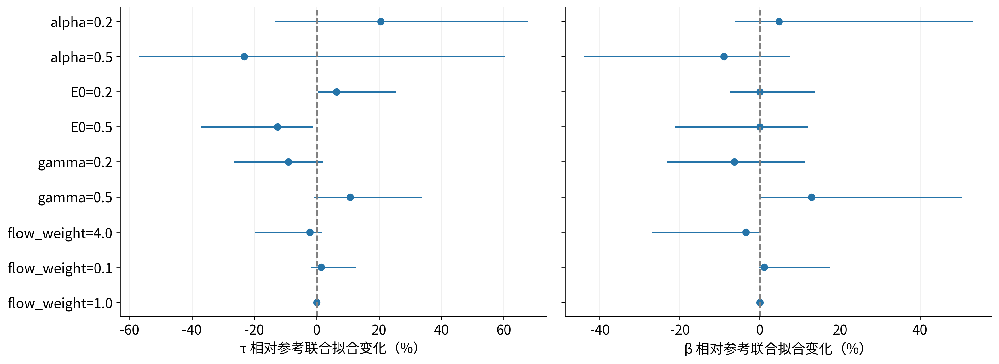 alpha=0.2
alpha=0.5
E0=0.2
E0=0.5
gamma=0.2
gamma=0.5
flow_weight=4.0
flow_weight=0.1
flow_weight=1.0
-60 -40 -20 0 20 40 60
τ 相对参考联合拟合变化（%）
-40 -20 0 20 40
β 相对参考联合拟合变化（%）